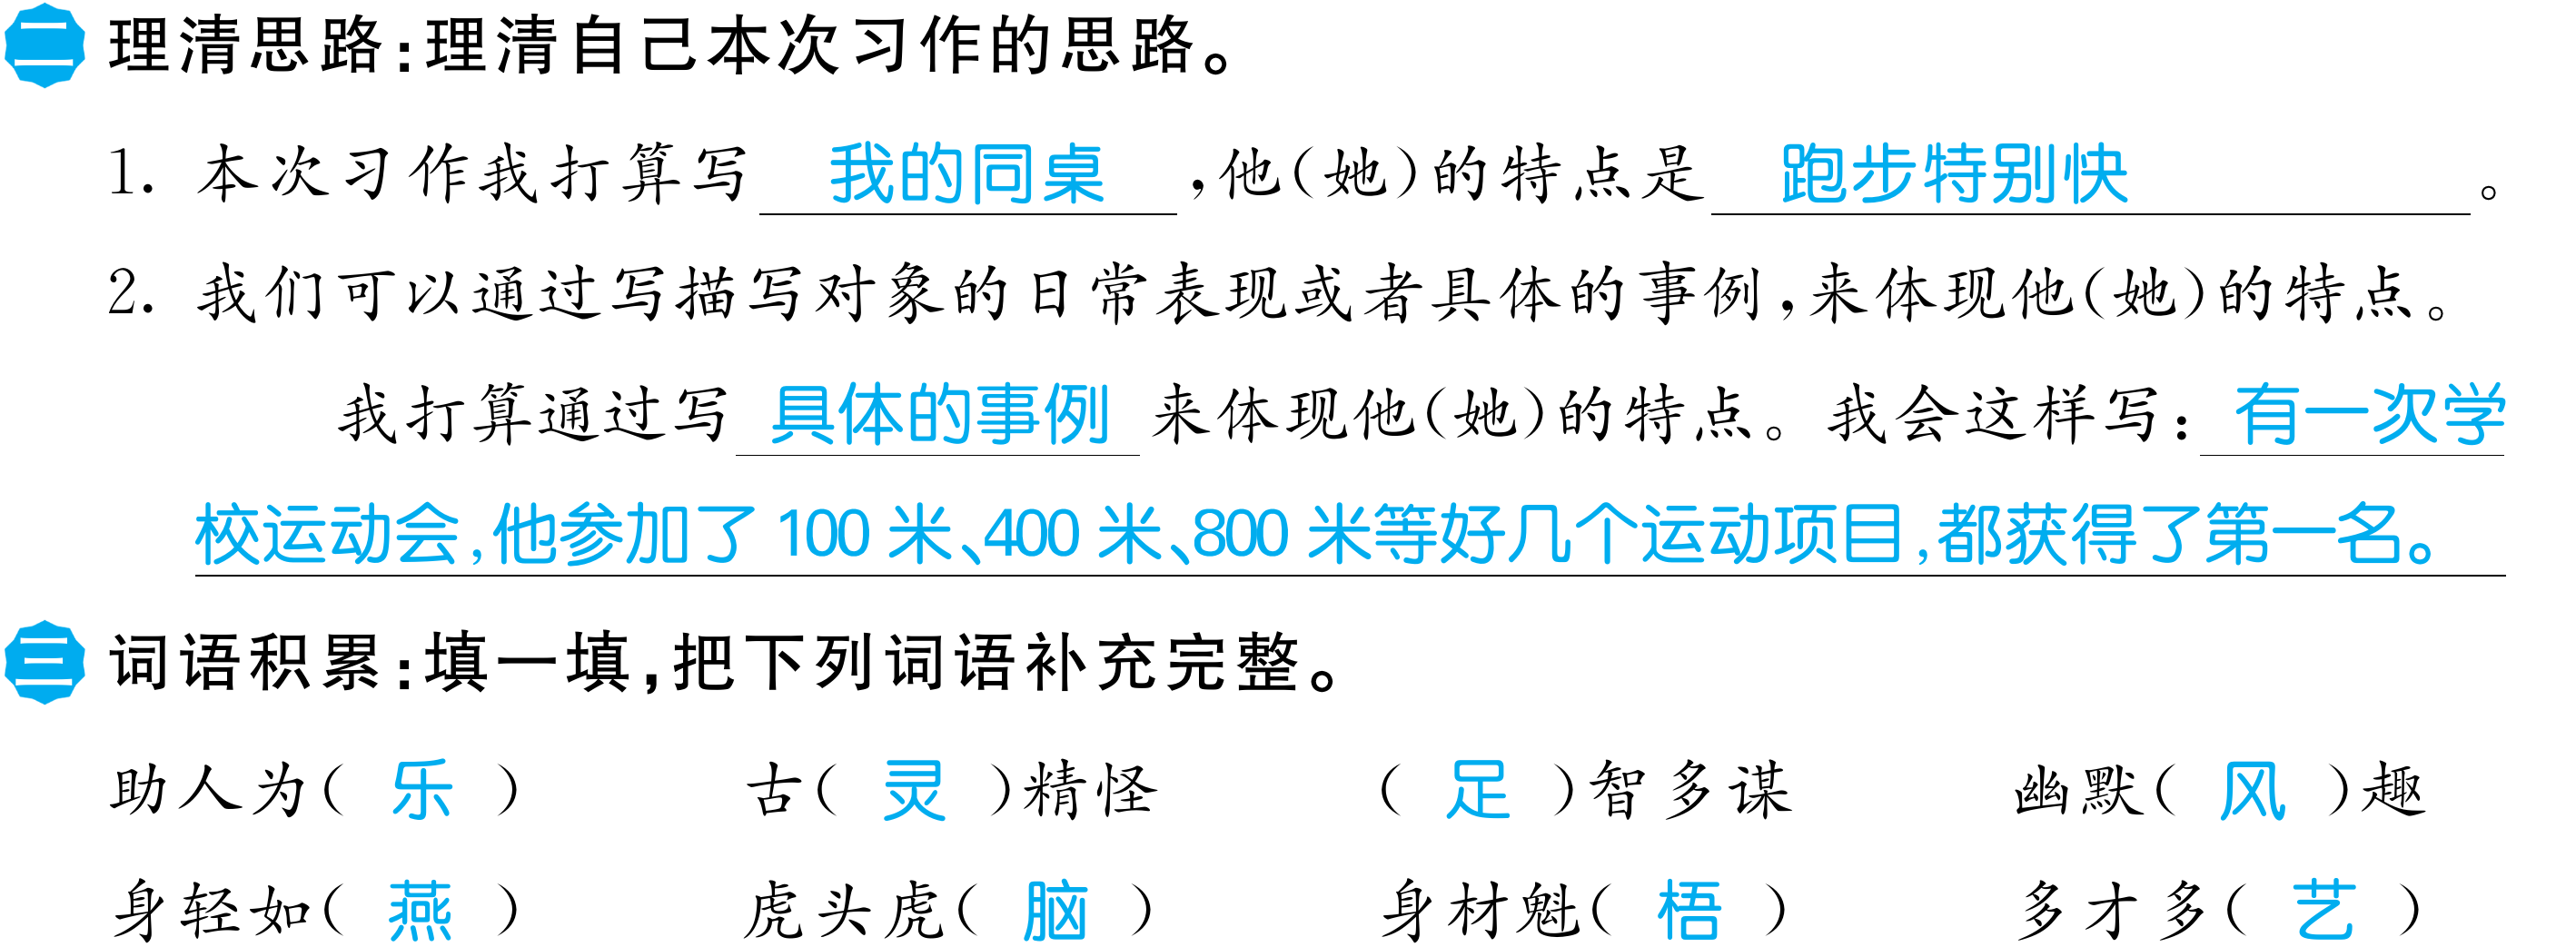 二 理清思路:理清自己本次习作的思路。
1. 本次习作我打算写 我的同桌 ,他(她)的特点是 跑步特别快 。
2. 我们可以通过写描写对象的日常表现或者具体的事例,来体现他(她)的特点。
我打算通过写 具体的事例 来体现他(她)的特点。我会这样写: 有一次学
校运动会,他参加了 100 米、400 米、800 米等好几个运动项目,都获得了第一名。
三 词语积累:填一填,把下列词语补充完整。
助人为( 乐 ) 古( 灵 )精怪 ( 足 )智多谋 幽默( 风 )趣
身轻如( 燕 ) 虎头虎( 脑 ) 身材魁( 梧 ) 多才多( 艺 )